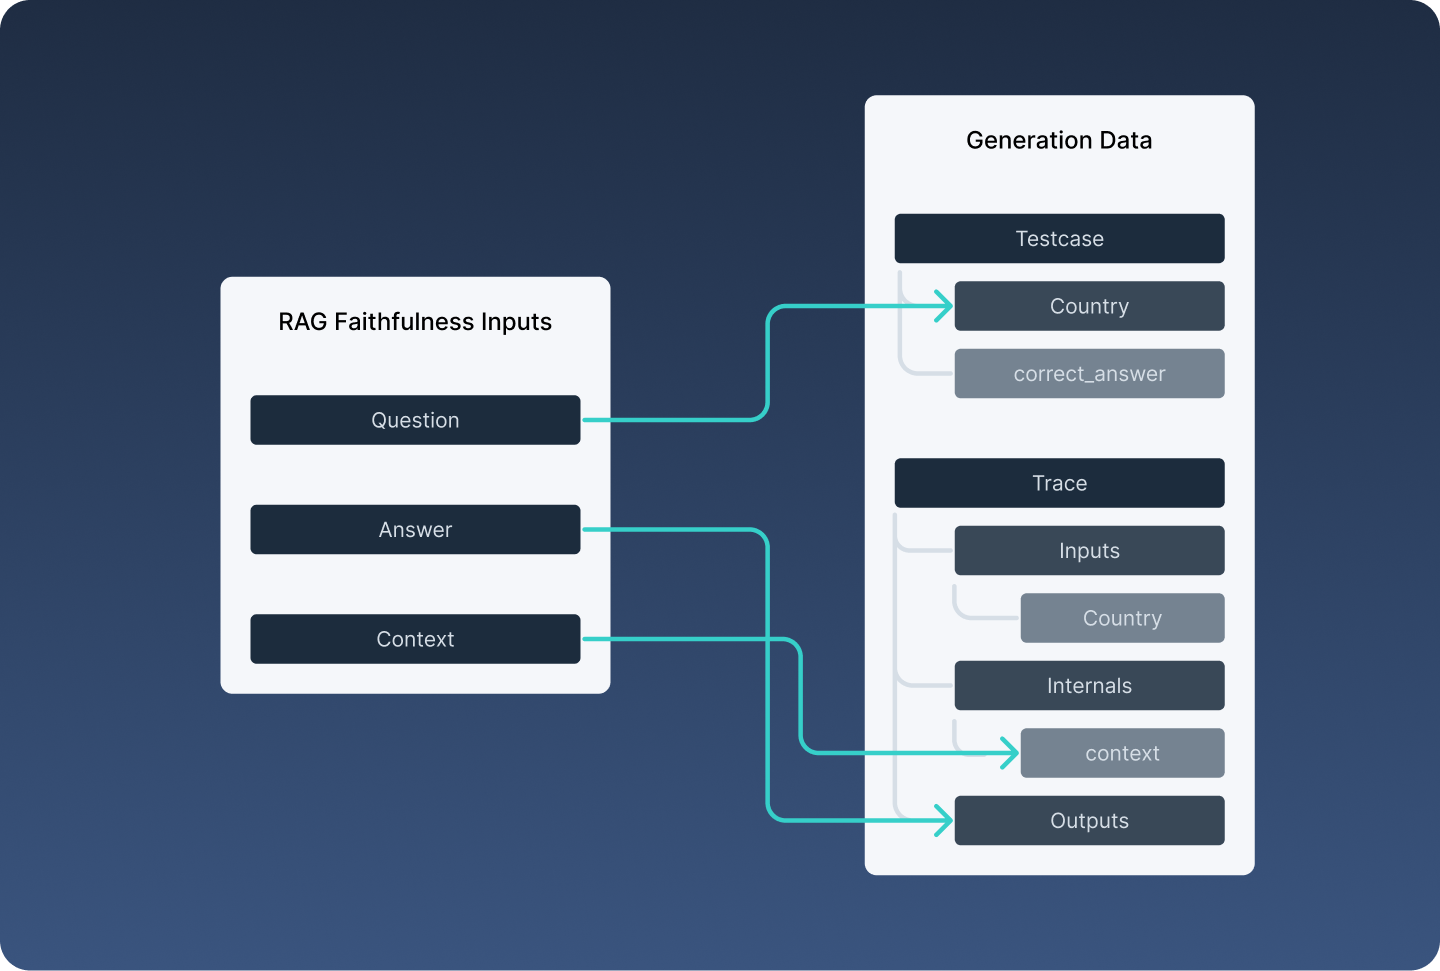 RAG Faithfulness Inputs
Question
Answer
Context
Generation Data
Testcase
Country
correct_answer
Trace
Inputs
Country
Internals
context
Outputs